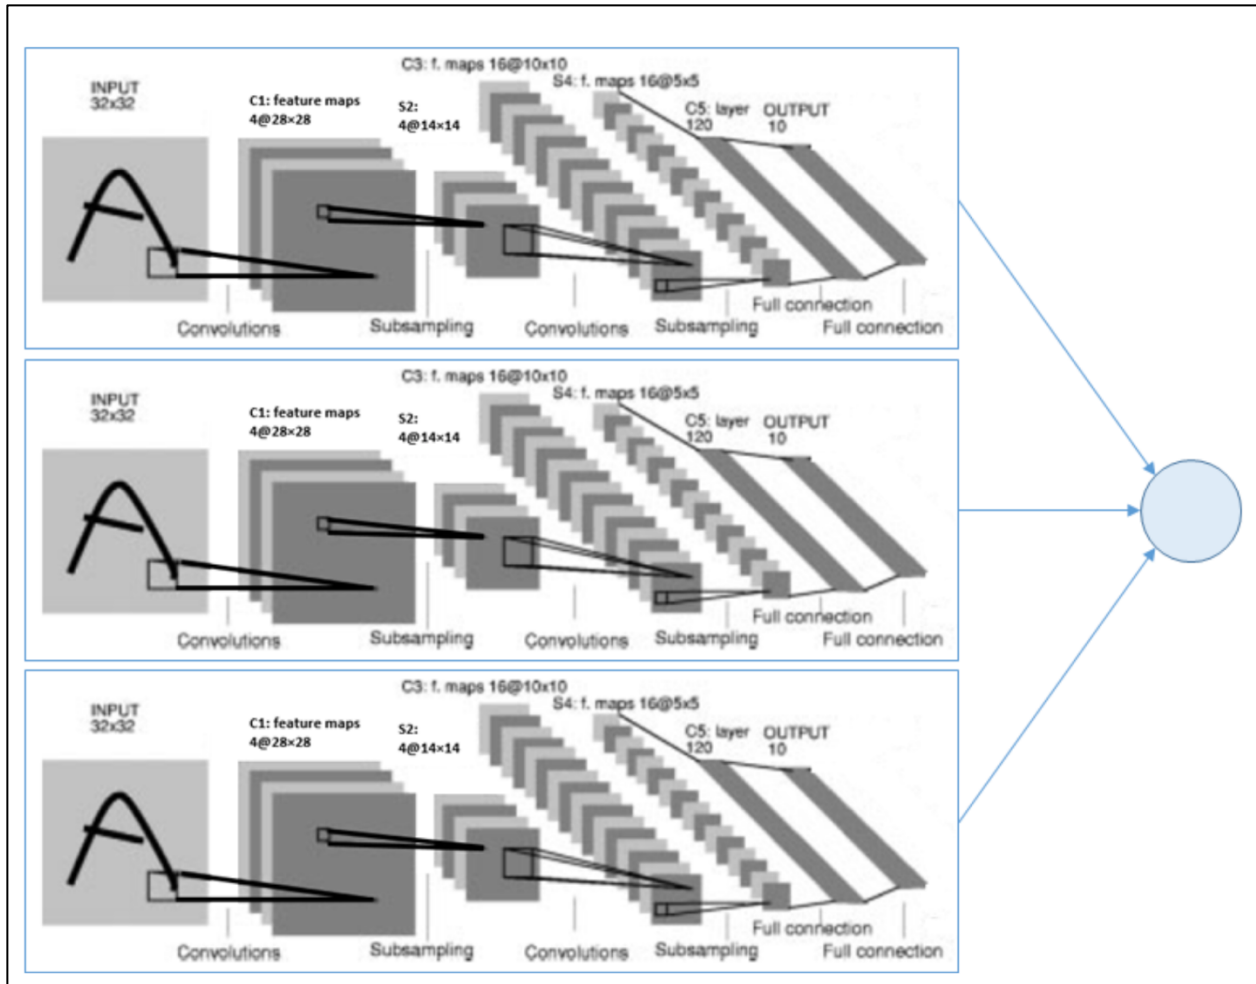 C3: f. maps 16@10x10
S4: f. maps 16@5x5
INPUT
32x32
C1: feature maps
4@28×28
S2:
4@14×14
C5: layer
120
OUTPUT
10
Convolutions
Subsampling
Convolutions
Subsampling
Full connection
Full connection
C3: f. maps 16@10x10
S4: f. maps 16@5x5
INPUT
32x32
C1: feature maps
4@28×28
S2:
4@14×14
C5: layer
120
OUTPUT
10
Convolutions
Subsampling
Convolutions
Subsampling
Full connection
Full connection
C3: f. maps 16@10x10
S4: f. maps 16@5x5
INPUT
32x32
C1: feature maps
4@28×28
S2:
4@14×14
C5: layer
120
OUTPUT
10
Convolutions
Subsampling
Convolutions
Subsampling
Full connection
Full connection